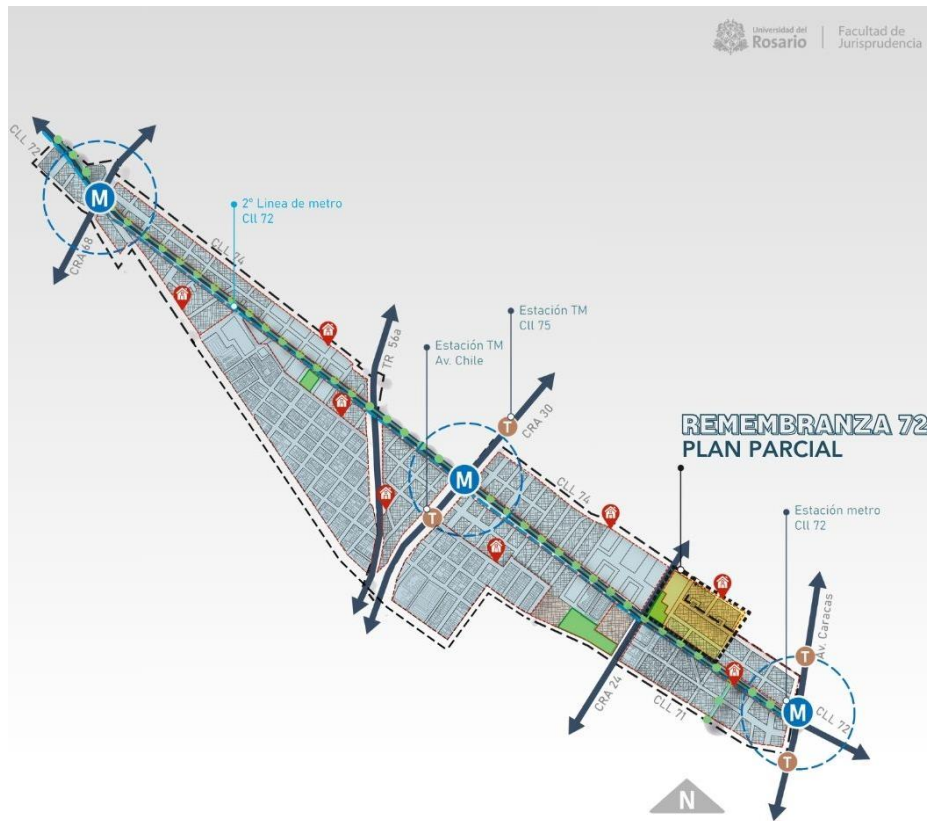 Universidad del
Rosario
Facultad de
Jurisprudencia
CLL 72
M
CRA 68
2° Linea de metro
Cll 72
CLL 74
TR 56a
Estación TM
Av. Chile
Estación TM
Cll 75
T
CRA 30
M
T
REMEMBRANZA 72
PLAN PARCIAL
CLL 74
Estación metro
Cll 72
Av. Caracas
T
CRA 24
CLL 71
M
CLL 72
T
N